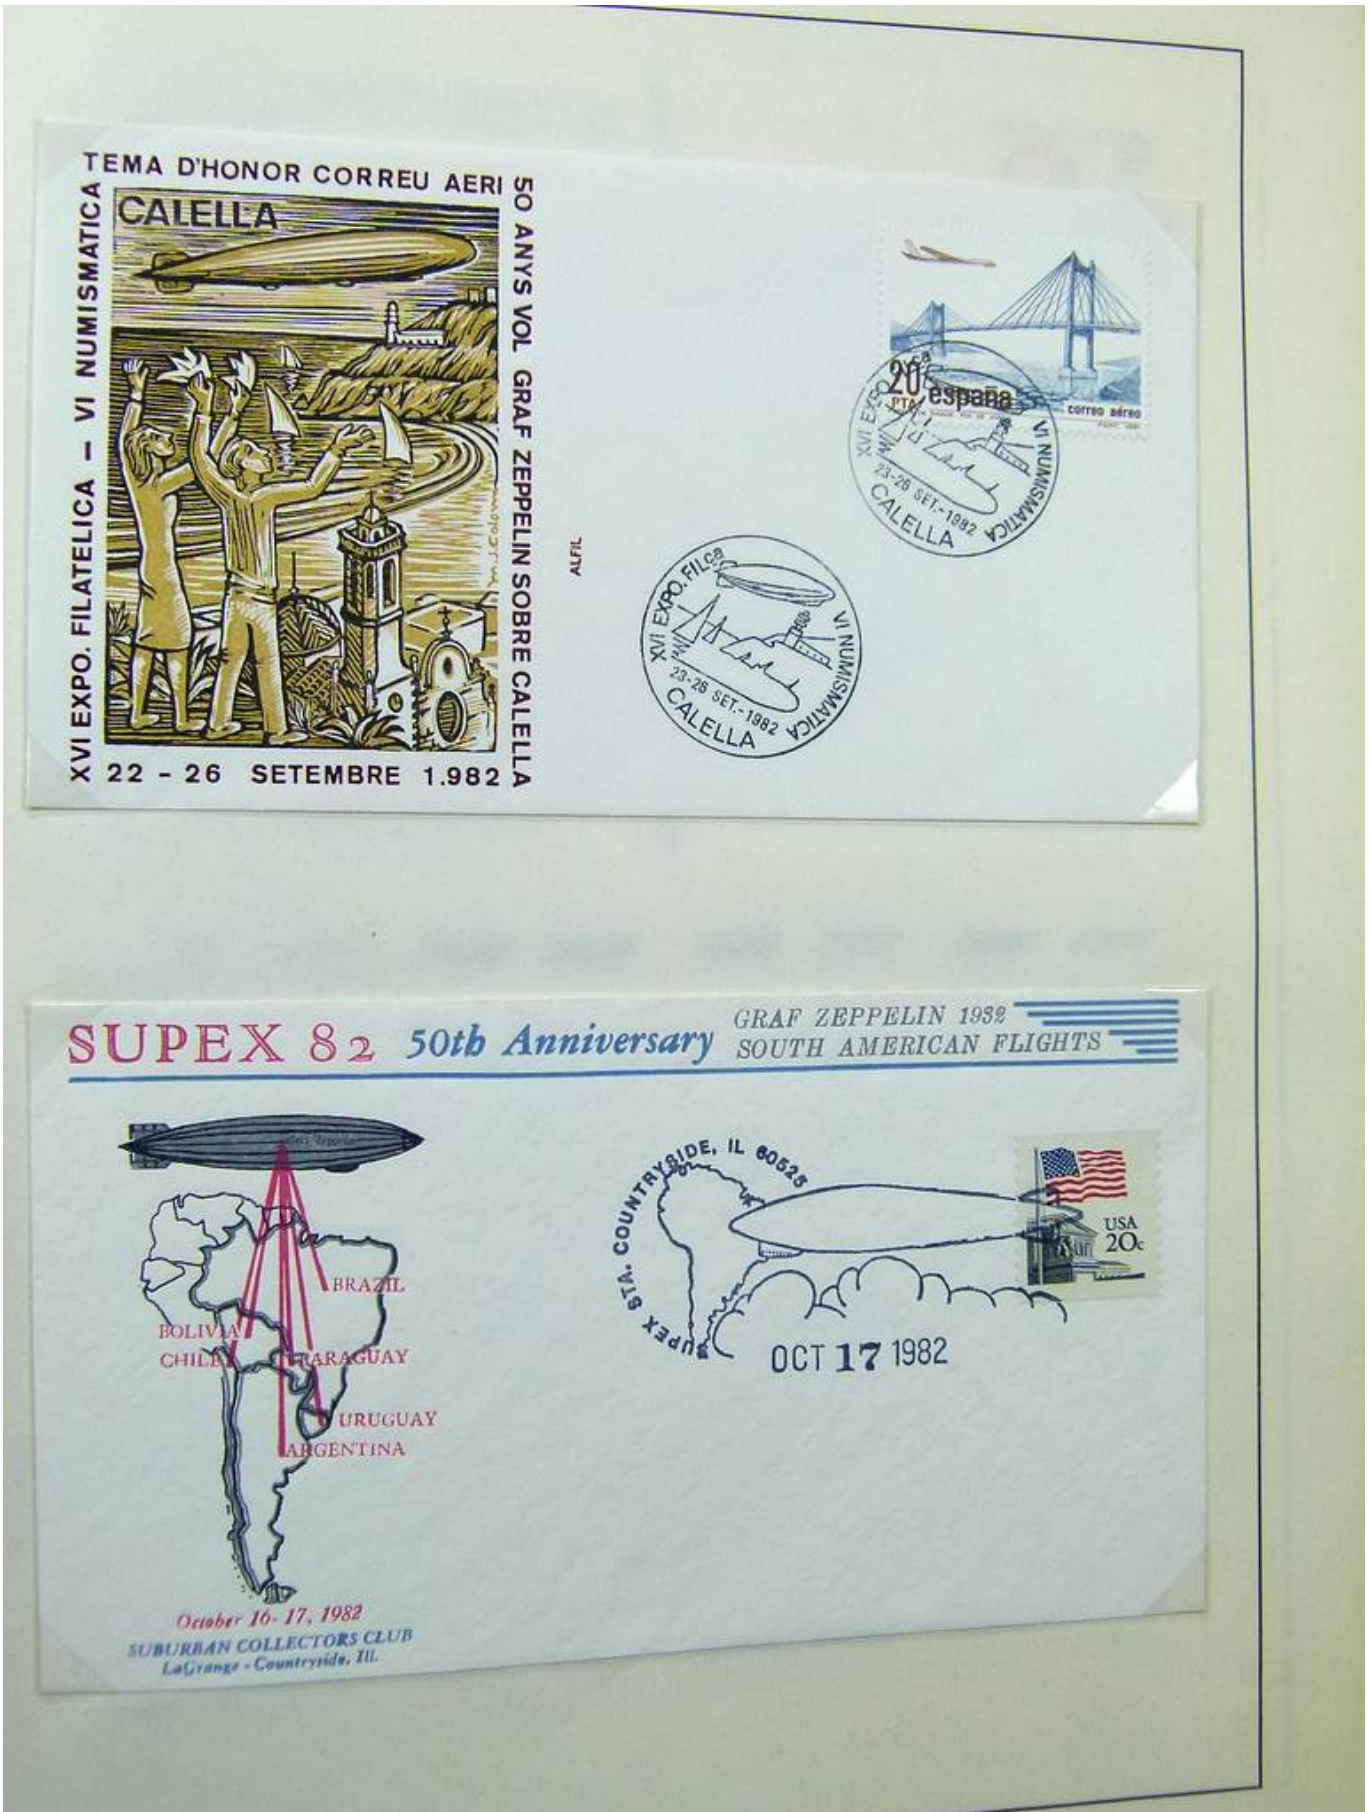 TEMA D'HONOR CORREU AERI
XVI EXPO. FILATELICA - VI NUMISMATICA
50 ANYS VOL GRAF ZEPPELIN SOBRE CALELLA
CALELLA
22 - 26 SETEMBRE 1.982
ALFIL
20 PTA
españa
correo aéreo
XVI EXPO. FILca
VI NUMISMATICA
23-26 SET.-1982
CALELLA
XVI EXPO. FILca
VI NUMISMATICA
23-26 SET.-1982
CALELLA
SUPEX 82 50th Anniversary
GRAF ZEPPELIN 1932
SOUTH AMERICAN FLIGHTS
Graf Zeppelin
BRAZIL
BOLIVIA
CHILE
PARAGUAY
URUGUAY
ARGENTINA
October 16-17, 1982
SUBURBAN COLLECTORS CLUB
LaGrange - Countryside, Ill.
SUPEX STA. COUNTRYSIDE, IL 60525
OCT 17 1982
USA
20c